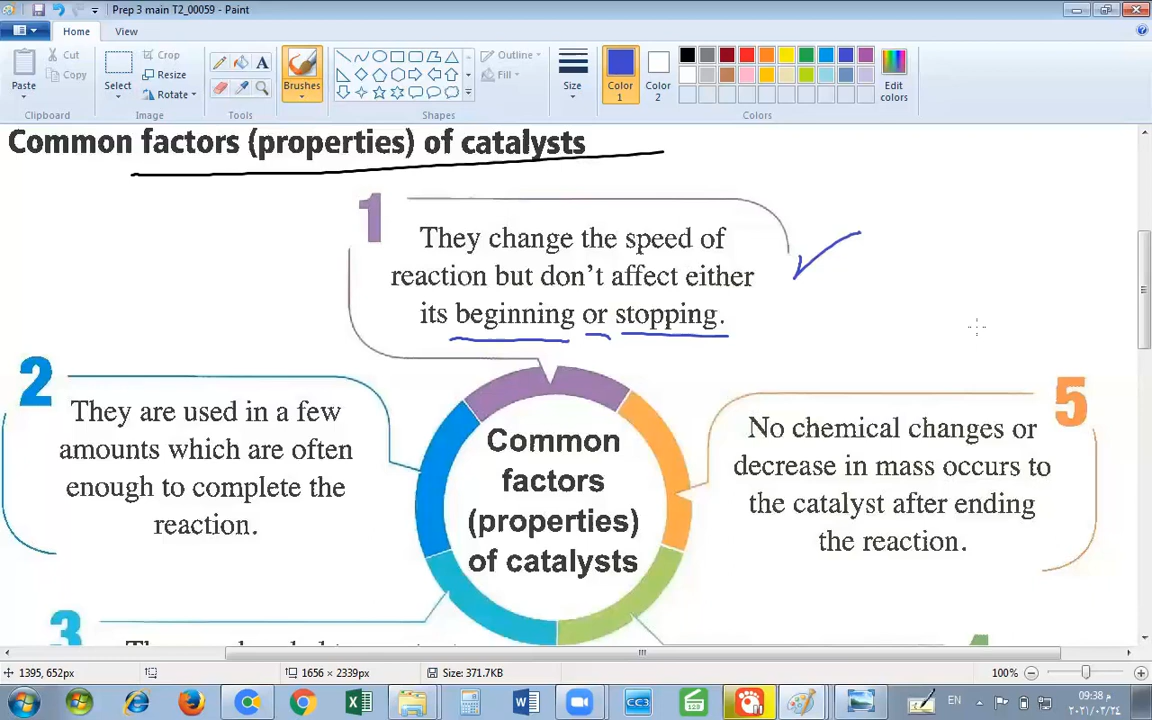 Prep 3 main T2_00059 - Paint
Home
View
Paste
Cut
Copy
Clipboard
Select
Crop
Resize
Rotate
Image
A
Tools
Brushes
Outline
Fill
Shapes
Size
Color
1
Color
2
Edit
colors
Colors
Common factors (properties) of catalysts
1
They change the speed of
reaction but don't affect either
its beginning or stopping.
2
They are used in a few
amounts which are often
enough to complete the
reaction.
Common
factors
(properties)
of catalysts
5
No chemical changes or
decrease in mass occurs to
the catalyst after ending
the reaction.
3
1395, 652px
1656 × 2339px
Size: 371.7KB
100%
CC3
123
EN
09:38 م
٢٠٢١/٠٣/٢٤